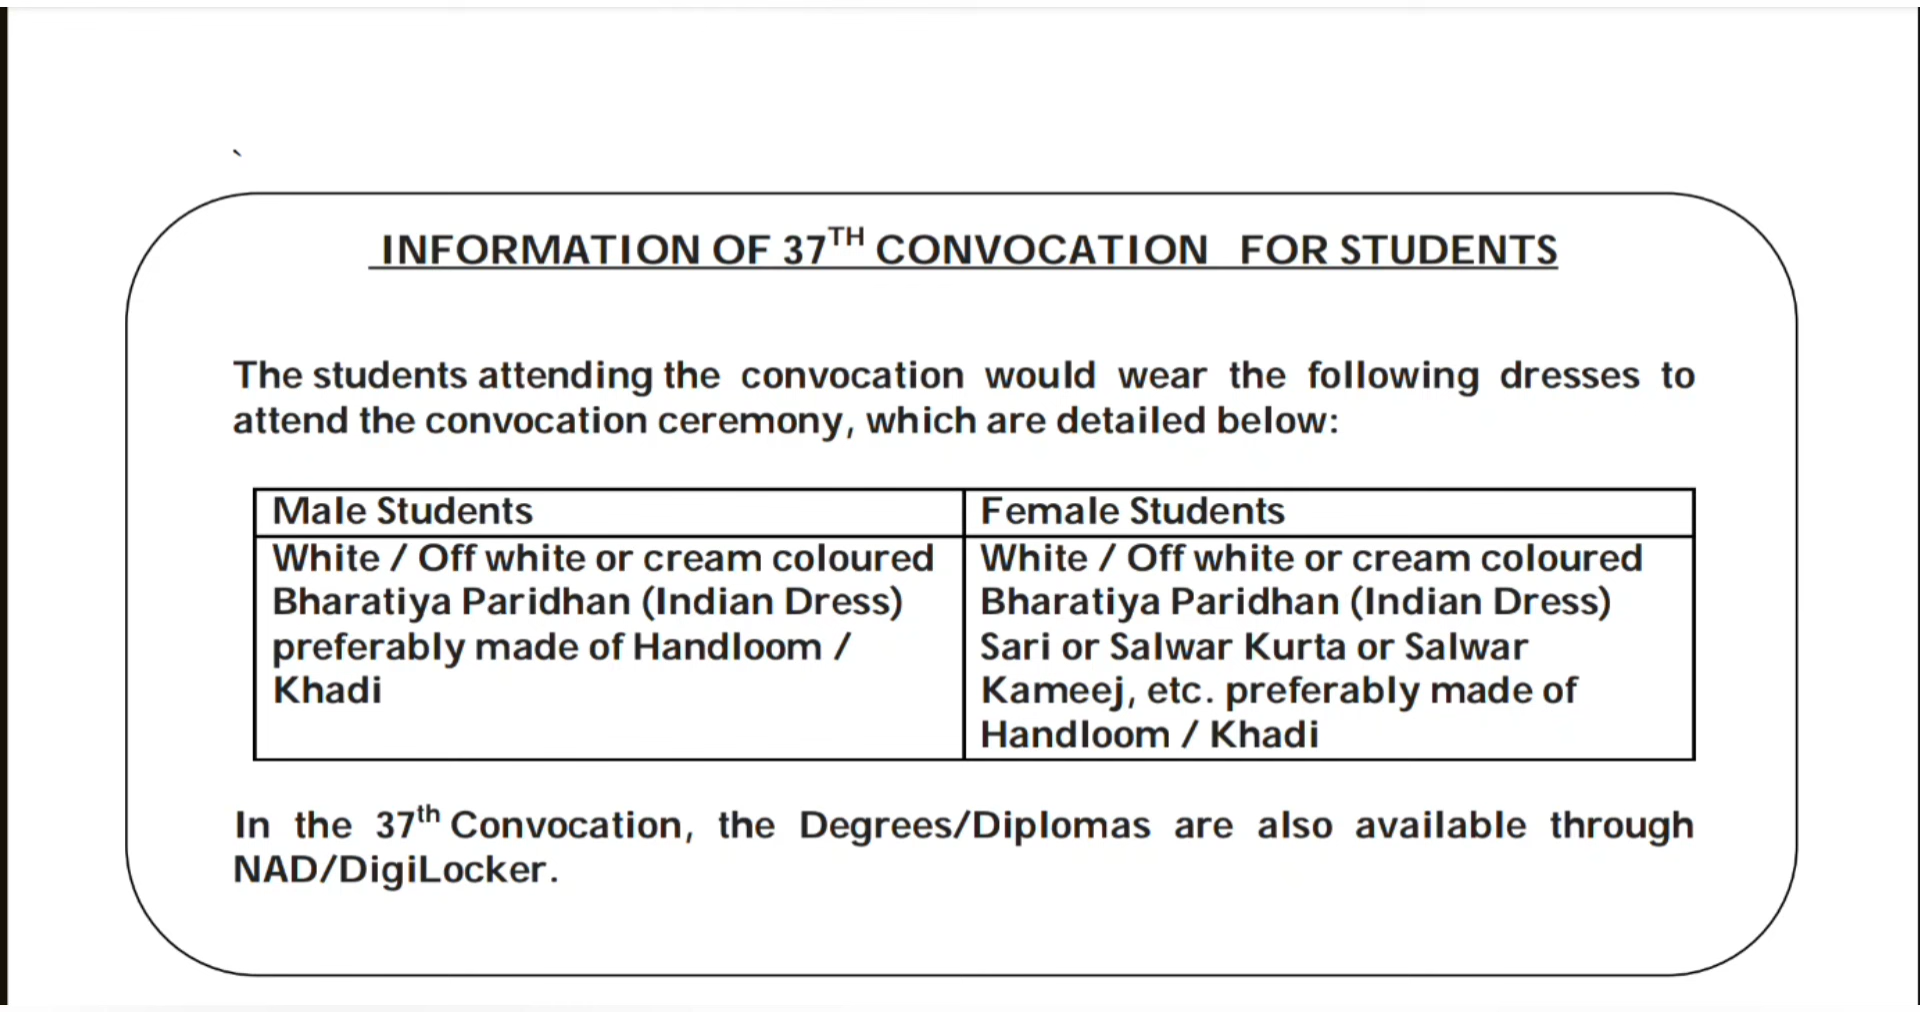 `
INFORMATION OF 37TH CONVOCATION FOR STUDENTS
The students attending the convocation would wear the following dresses to
attend the convocation ceremony, which are detailed below:
Male Students
White / Off white or cream coloured
Bharatiya Paridhan (Indian Dress)
preferably made of Handloom /
Khadi
Female Students
White / Off white or cream coloured
Bharatiya Paridhan (Indian Dress)
Sari or Salwar Kurta or Salwar
Kameej, etc. preferably made of
Handloom / Khadi
In the 37th Convocation, the Degrees/Diplomas are also available through
NAD/DigiLocker.